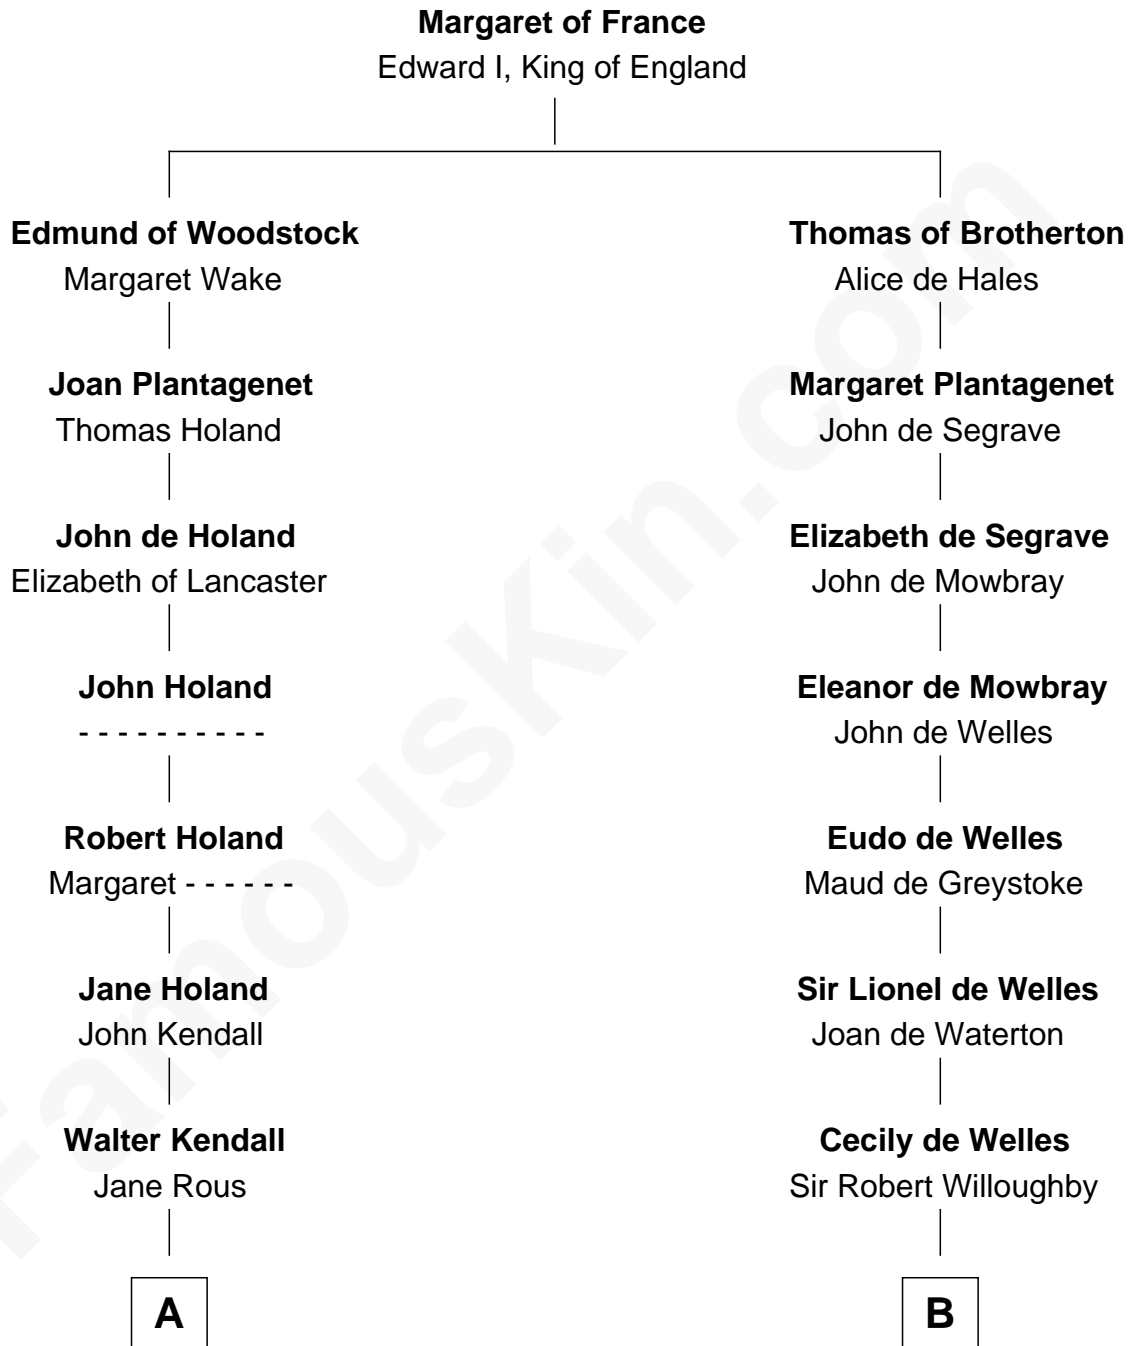 Margaret of France
Edward I, King of England
Edmund of Woodstock
Margaret Wake
Thomas of Brotherton
Alice de Hales
Joan Plantagenet
Thomas Holand
Margaret Plantagenet
John de Segrave
John de Holand
Elizabeth of Lancaster
Elizabeth de Segrave
John de Mowbray
John Holand
- - - - - - - - - -
Eleanor de Mowbray
John de Welles
Robert Holand
Margaret - - - - - -
Eudo de Welles
Maud de Greystoke
Jane Holand
John Kendall
Sir Lionel de Welles
Joan de Waterton
Walter Kendall
Jane Rous
Cecily de Welles
Sir Robert Willoughby
A
B
FamousKin.com